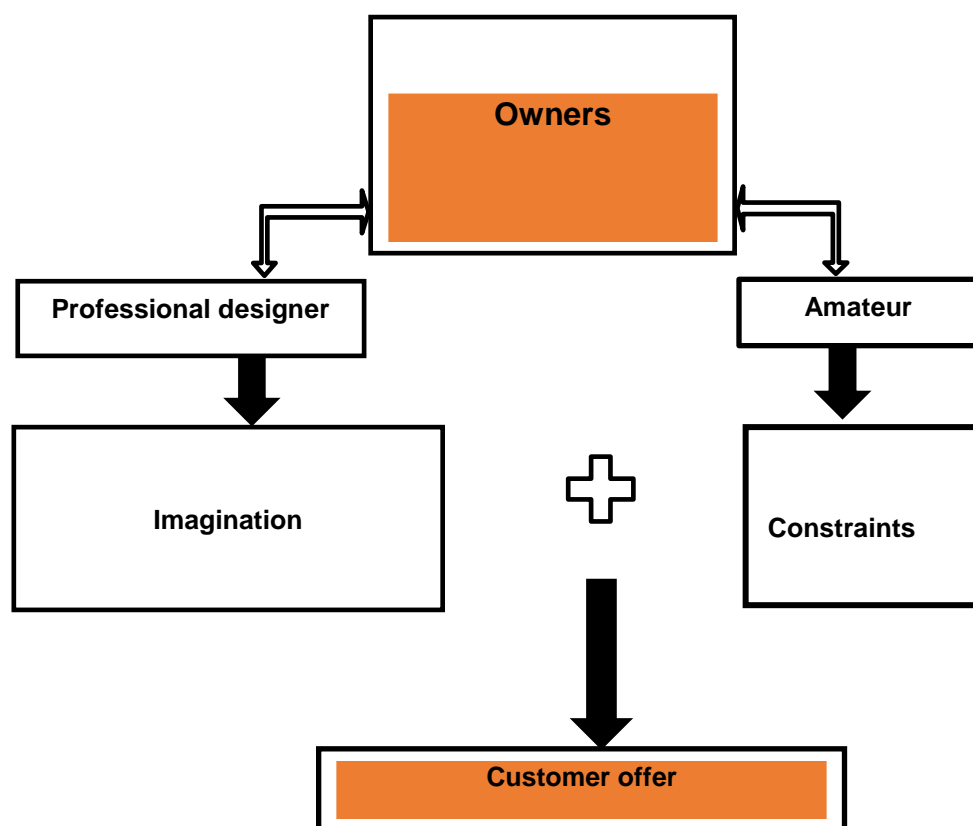 Owners
Professional designer
Amateur
Imagination
Constraints
Customer offer